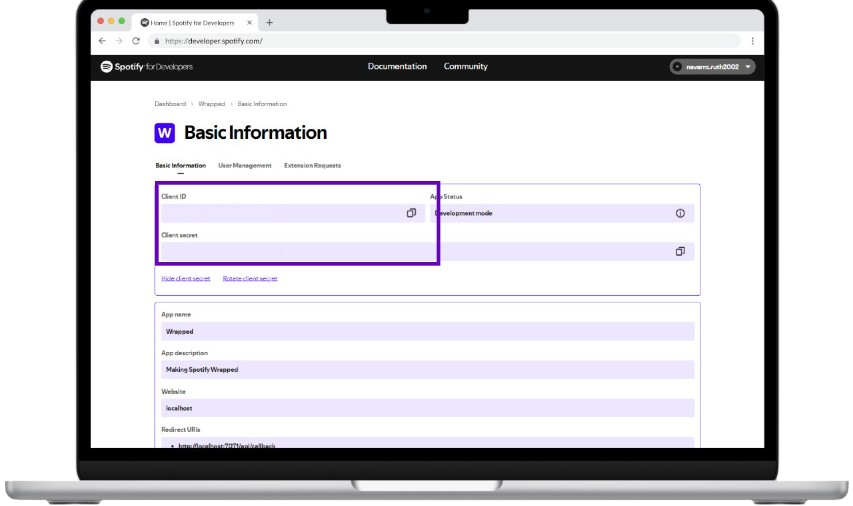 Home | Spotify for Developers
https://developer.spotify.com/
Spotify for Developers
Documentation
Community
navarro.ruth2002
Dashboard > Wrapped > Basic Information
W Basic Information
Basic Information
User Management
Extension Requests
Client ID
App Status
Development mode
Client secret
Hide client secret
Rotate client secret
App name
Wrapped
App description
Making Spotify Wrapped
Website
localhost
Redirect URIs
• http://localhost:7071/api/callback